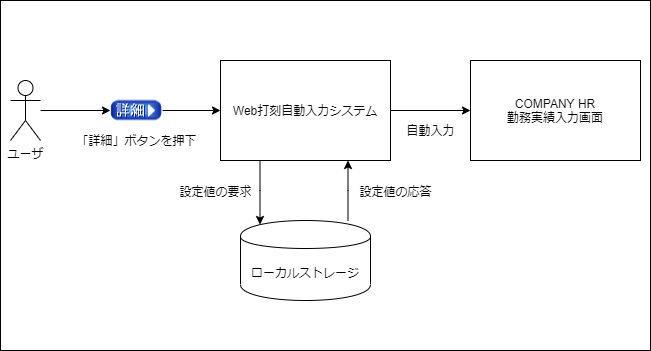 詳細
Web打刻自動入力システム
COMPANY HR
勤務実績入力画面
自動入力
「詳細」ボタンを押下
ユーザ
設定値の要求
設定値の応答
ローカルストレージ